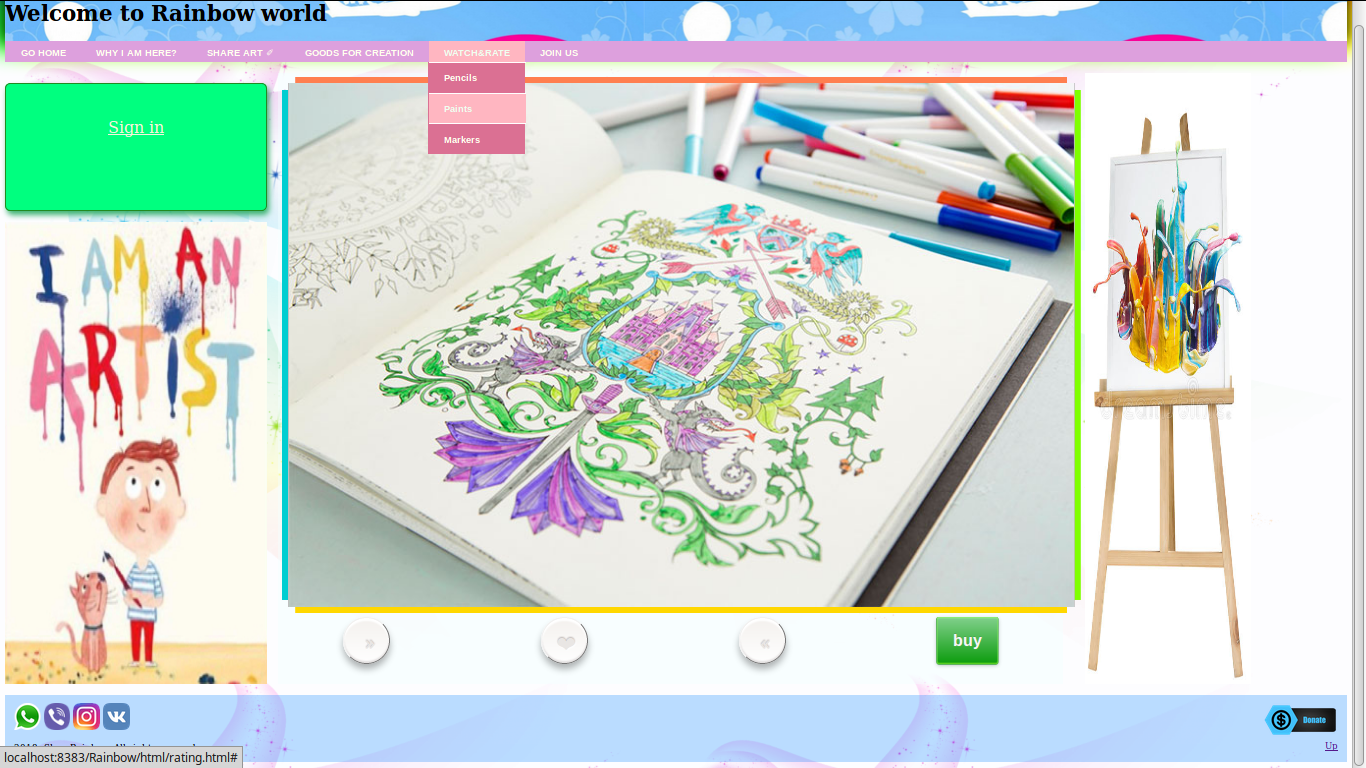 Welcome to Rainbow world
GO HOME WHY I AM HERE? SHARE ART GOODS FOR CREATION WATCH&RATE JOIN US
Pencils
Paints
Markers
Sign in
I AM AN
ARTIST
» ❤ « buy
Donate
Up
localhost:8383/Rainbow/html/rating.html#